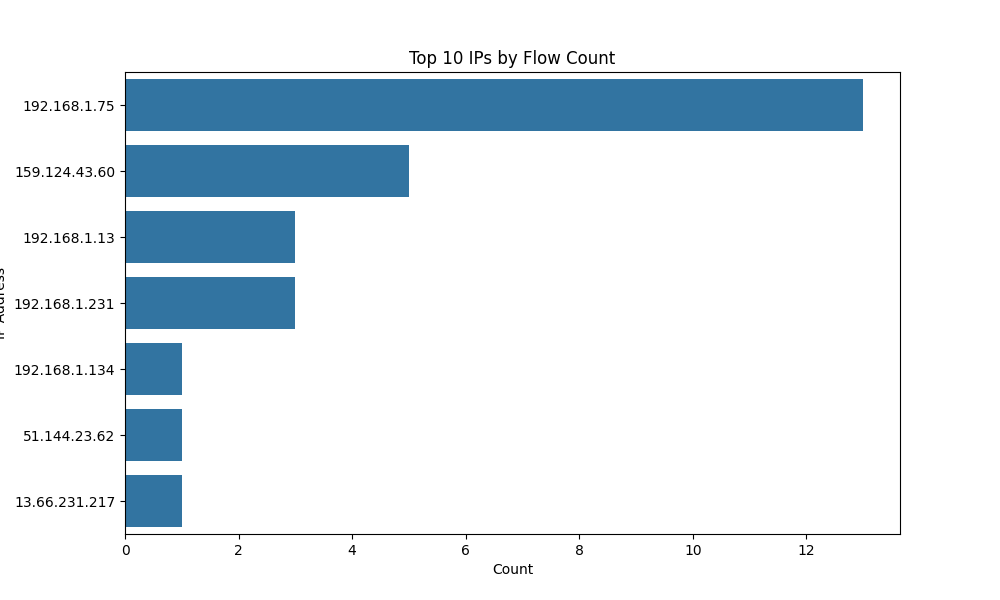 Top 10 IPs by Flow Count
192.168.1.75
159.124.43.60
192.168.1.13
192.168.1.231
192.168.1.134
51.144.23.62
13.66.231.217
0 2 4 6 8 10 12
Count